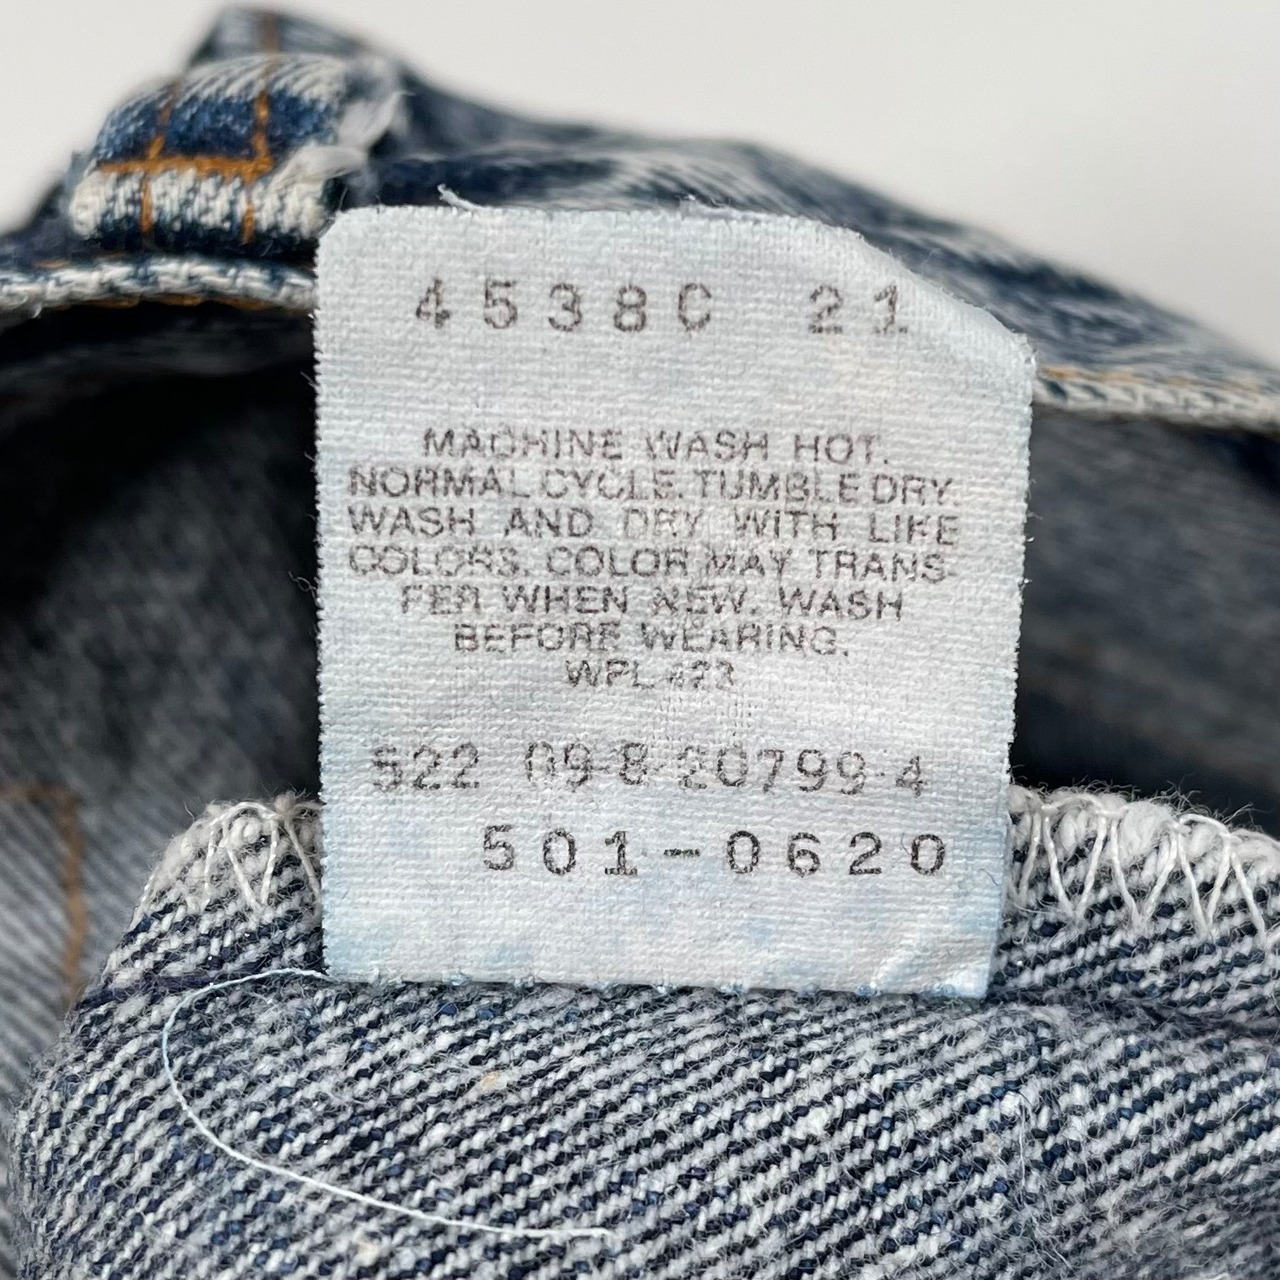 4538C 21
MACHINE WASH HOT.
NORMAL CYCLE. TUMBLE DRY.
WASH AND DRY WITH LIKE
COLORS. COLOR MAY TRANS-
FER WHEN NEW. WASH
BEFORE WEARING.
WPL 423
522 09-8 20799-4
501-0620